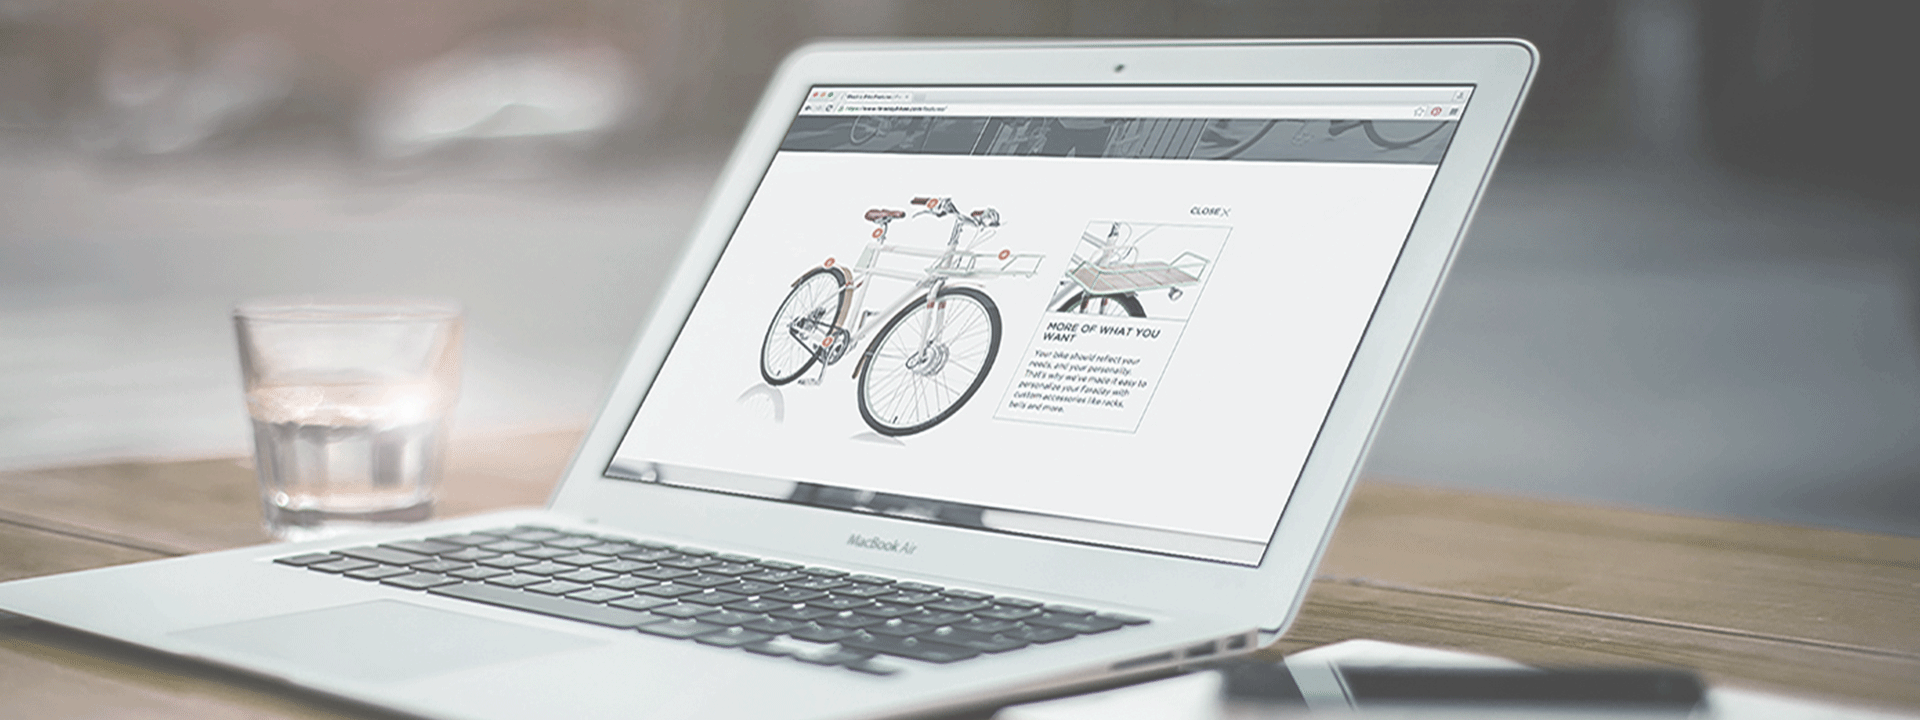 CLOSE X
MORE OF WHAT YOU
WANT
Your bike should reflect your
needs, and your personality.
That's why we've made it easy to
personalize your Faraday with
custom accessories like racks,
bells and more.
MacBook Air